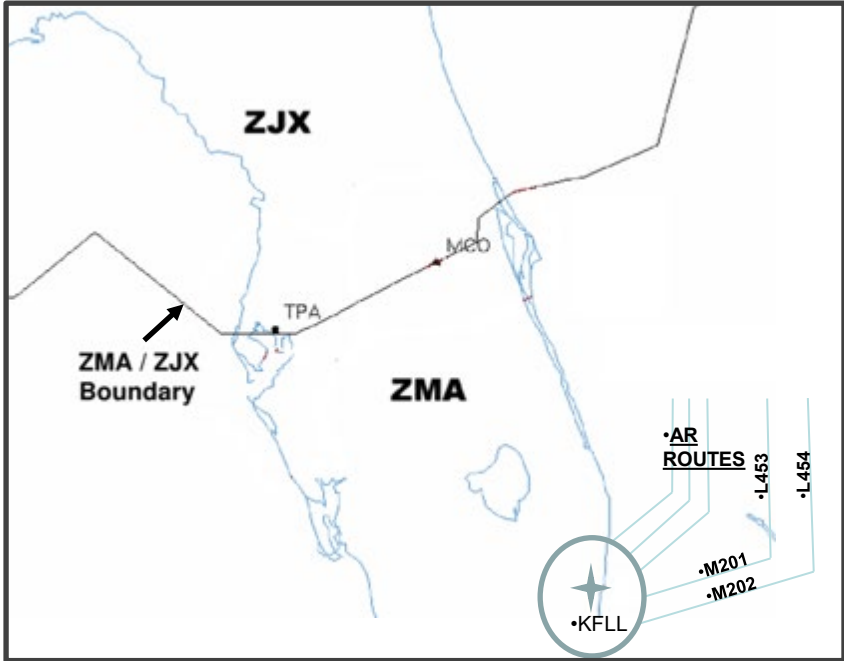 ZJX
MCO
TPA
ZMA / ZJX
Boundary
ZMA
•AR
ROUTES
•L453
•L454
•M201
•M202
•KFLL